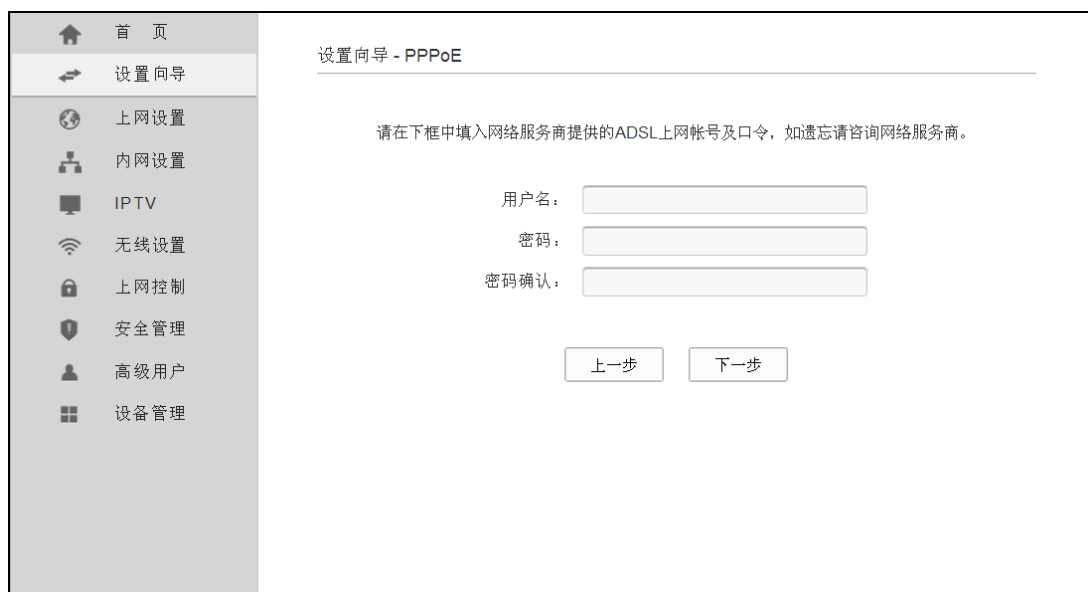 首 页
设置向导
上网设置
内网设置
IPTV
无线设置
上网控制
安全管理
高级用户
设备管理
设置向导 - PPPoE
请在下框中填入网络服务商提供的ADSL上网帐号及口令，如遗忘请咨询网络服务商。
用户名：
密码：
密码确认：
上一步 下一步